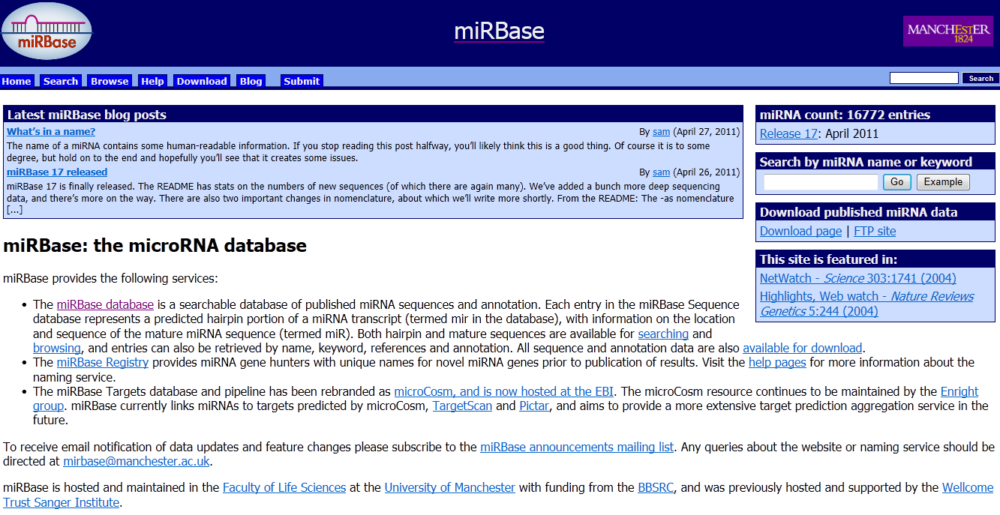 miRBase
miRBase
MANCHESTER
1824
Home Search Browse Help Download Blog Submit
Search
Latest miRBase blog posts
What's in a name? By sam (April 27, 2011)
The name of a miRNA contains some human-readable information. If you stop reading this post halfway, you'll likely think this is a good thing. Of course it is to some
degree, but hold on to the end and hopefully you'll see that it creates some issues.
miRBase 17 released By sam (April 26, 2011)
miRBase 17 is finally released. The README has stats on the numbers of new sequences (of which there are again many). We've added a bunch more deep sequencing
data, and there's more on the way. There are also two important changes in nomenclature, about which we'll write more shortly. From the README: The -as nomenclature
[...]
miRNA count: 16772 entries
Release 17: April 2011
Search by miRNA name or keyword
Go Example
Download published miRNA data
Download page | FTP site
This site is featured in:
NetWatch - Science 303:1741 (2004)
Highlights, Web watch - Nature Reviews
Genetics 5:244 (2004)
miRBase: the microRNA database
miRBase provides the following services:
• The miRBase database is a searchable database of published miRNA sequences and annotation. Each entry in the miRBase Sequence
database represents a predicted hairpin portion of a miRNA transcript (termed mir in the database), with information on the location
and sequence of the mature miRNA sequence (termed miR). Both hairpin and mature sequences are available for searching and
browsing, and entries can also be retrieved by name, keyword, references and annotation. All sequence and annotation data are also available for download.
• The miRBase Registry provides miRNA gene hunters with unique names for novel miRNA genes prior to publication of results. Visit the help pages for more information about the
naming service.
• The miRBase Targets database and pipeline has been rebranded as microCosm, and is now hosted at the EBI. The microCosm resource continues to be maintained by the Enright
group. miRBase currently links miRNAs to targets predicted by microCosm, TargetScan and Pictar, and aims to provide a more extensive target prediction aggregation service in the
future.
To receive email notification of data updates and feature changes please subscribe to the miRBase announcements mailing list. Any queries about the website or naming service should be
directed at mirbase@manchester.ac.uk.
miRBase is hosted and maintained in the Faculty of Life Sciences at the University of Manchester with funding from the BBSRC, and was previously hosted and supported by the Wellcome
Trust Sanger Institute.